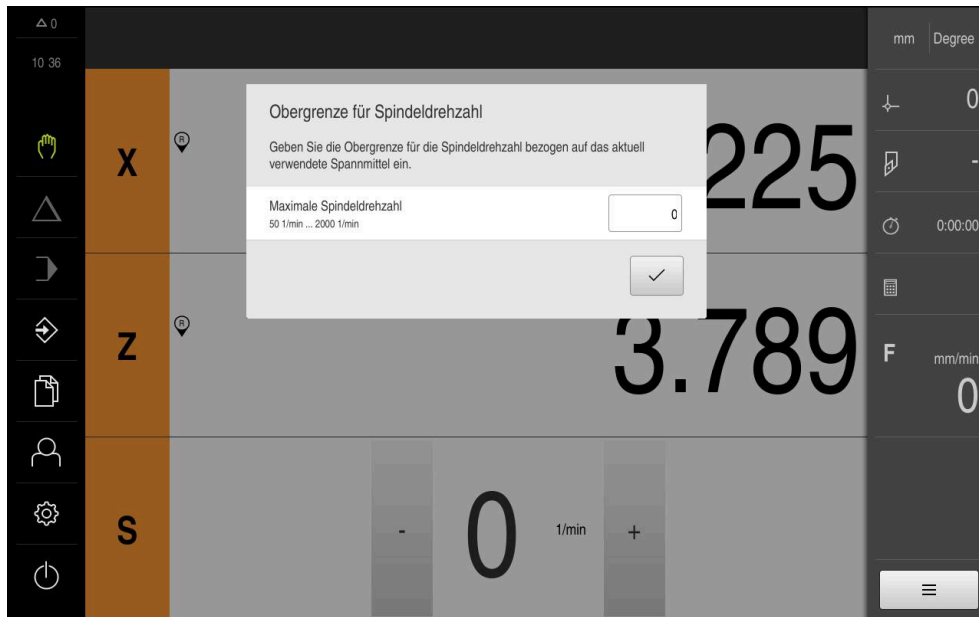 0
mm Degree
10 36
Obergrenze für Spindeldrehzahl
Geben Sie die Obergrenze für die Spindeldrehzahl bezogen auf das aktuell
verwendete Spannmittel ein.
Maximale Spindeldrehzahl
50 1/min ... 2000 1/min
0
X
R
225
0
-
0:00:00
Z
R
3.789
F
mm/min
0
S
-
0
1/min
+